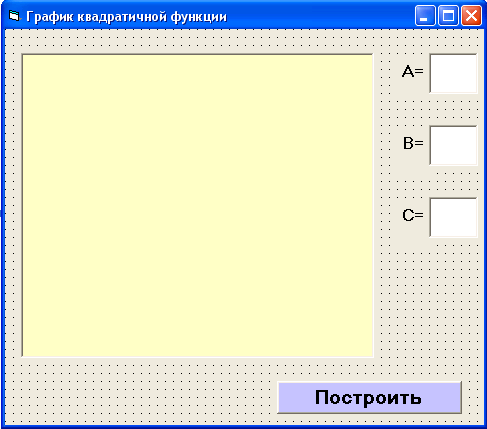 График квадратичной функции
A=
B=
C=
Построить